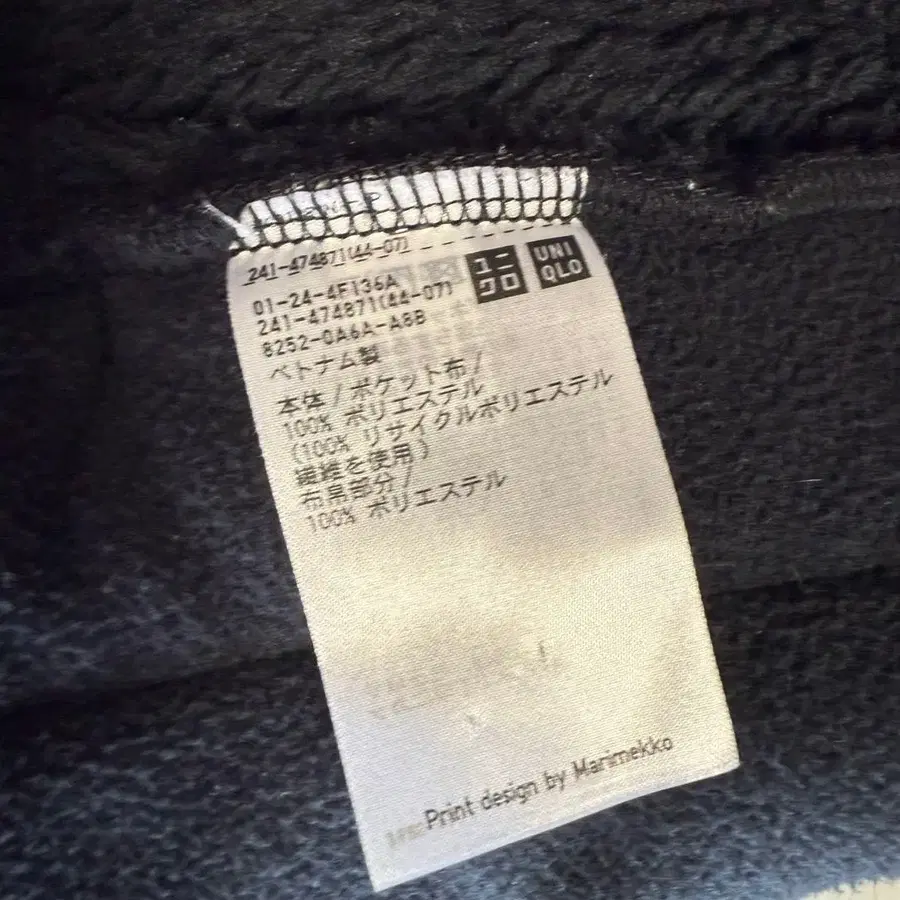 241-474871(44-07)
ユニ
クロ
UNI
QLO
01-24-4F136A
241-474871(44-07)
8252-0A6A-A8B
ベトナム製
本体/ポケット布/
100% ポリエステル
(100% リサイクルポリエステル
繊維を使用)
布帛部分/
100% ポリエステル
Print design by Marimekko